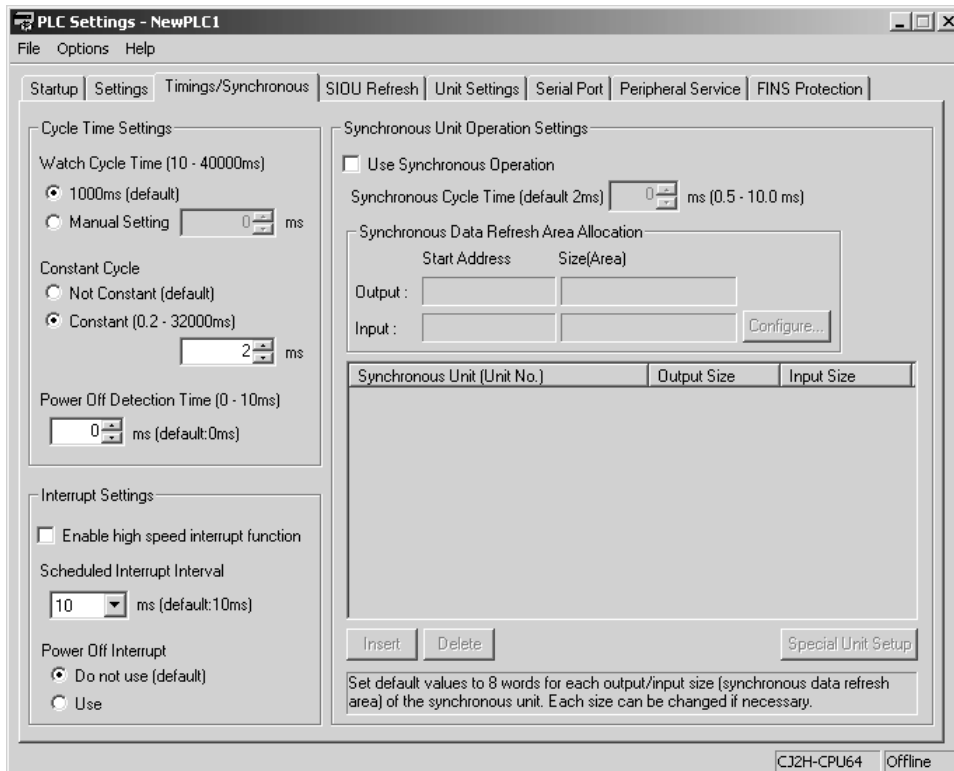 PLC Settings - NewPLC1
File Options Help
Startup Settings Timings/Synchronous SIOU Refresh Unit Settings Serial Port Peripheral Service FINS Protection
Cycle Time Settings
Watch Cycle Time (10 - 40000ms)
1000ms (default)
Manual Setting 0 ms
Constant Cycle
Not Constant (default)
Constant (0.2 - 32000ms)
2 ms
Power Off Detection Time (0 - 10ms)
0 ms (default:0ms)
Interrupt Settings
Enable high speed interrupt function
Scheduled Interrupt Interval
10 ms (default:10ms)
Power Off Interrupt
Do not use (default)
Use
Synchronous Unit Operation Settings
Use Synchronous Operation
Synchronous Cycle Time (default 2ms) 0 ms (0.5 - 10.0 ms)
Synchronous Data Refresh Area Allocation
Start Address Size(Area)
Output :
Input : Configure...
Synchronous Unit (Unit No.) Output Size Input Size
Insert Delete Special Unit Setup
Set default values to 8 words for each output/input size (synchronous data refresh
area) of the synchronous unit. Each size can be changed if necessary.
CJ2H-CPU64 Offline